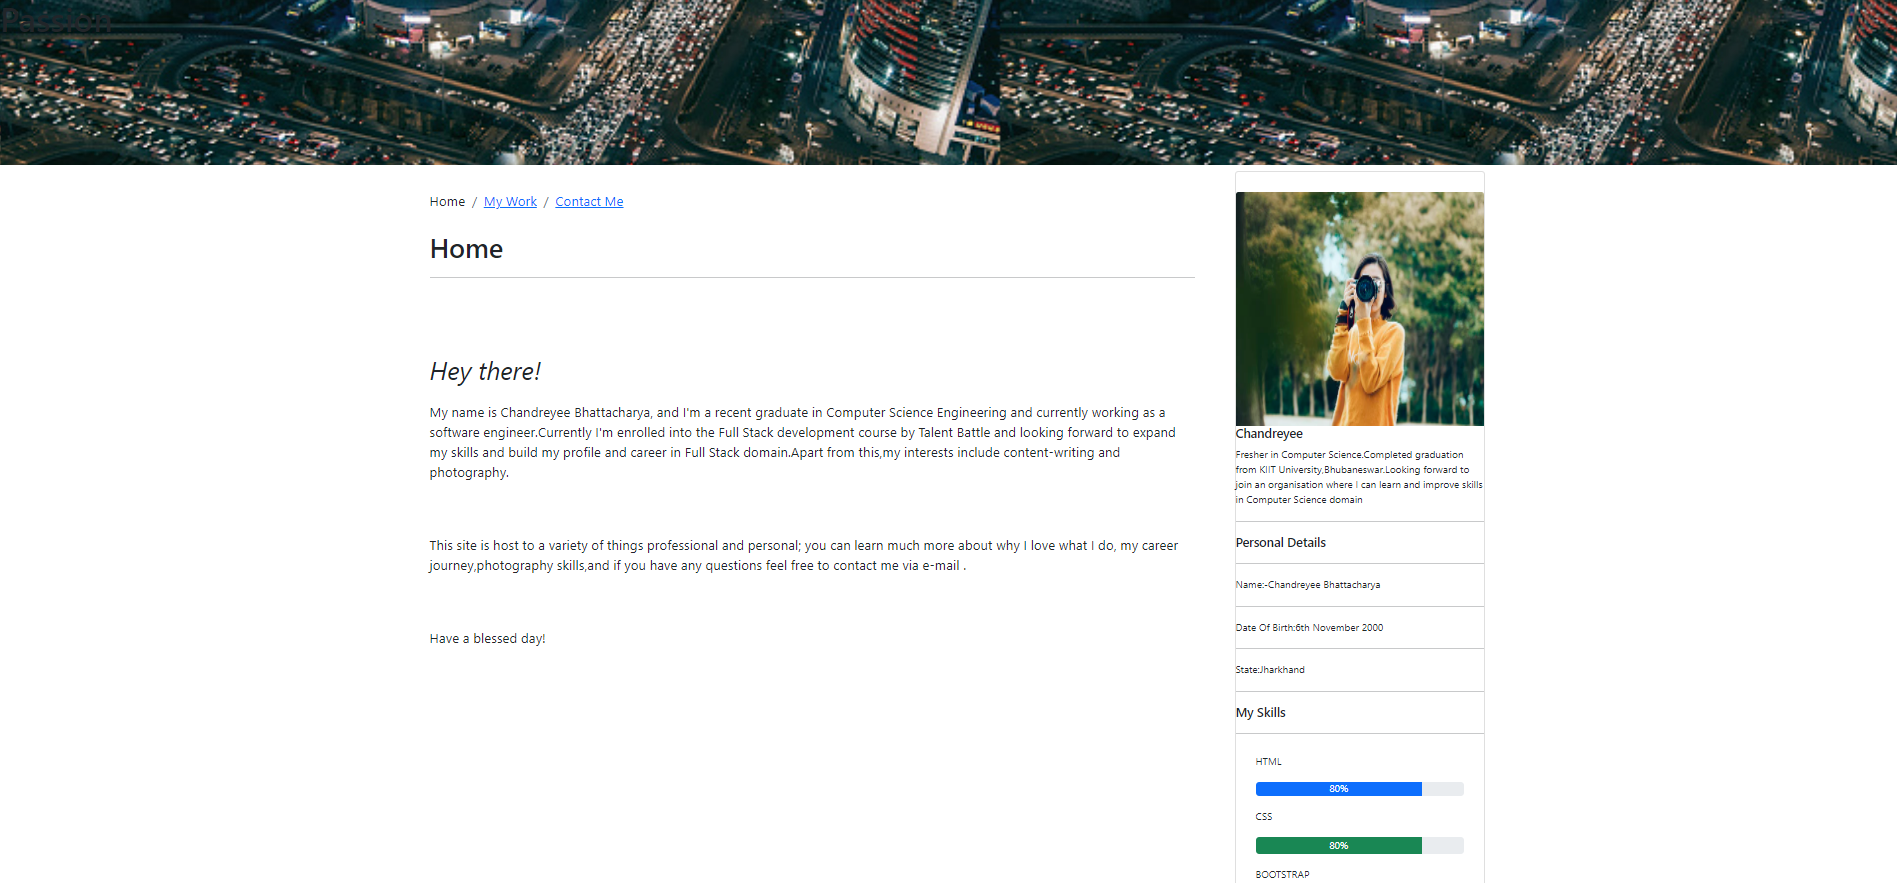 Passion
Home / My Work / Contact Me
Home
Hey there!
My name is Chandreyee Bhattacharya, and I'm a recent graduate in Computer Science Engineering and currently working as a
software engineer.Currently I'm enrolled into the Full Stack development course by Talent Battle and looking forward to expand
my skills and build my profile and career in Full Stack domain.Apart from this,my interests include content-writing and
photography.
This site is host to a variety of things professional and personal; you can learn much more about why I love what I do, my career
journey,photography skills,and if you have any questions feel free to contact me via e-mail .
Have a blessed day!
Chandreyee
Fresher in Computer Science.Completed graduation
from KIIT University,Bhubaneswar.Looking forward to
join an organisation where I can learn and improve skills
in Computer Science domain
Personal Details
Name:-Chandreyee Bhattacharya
Date Of Birth:6th November 2000
State:Jharkhand
My Skills
HTML
80%
CSS
80%
BOOTSTRAP